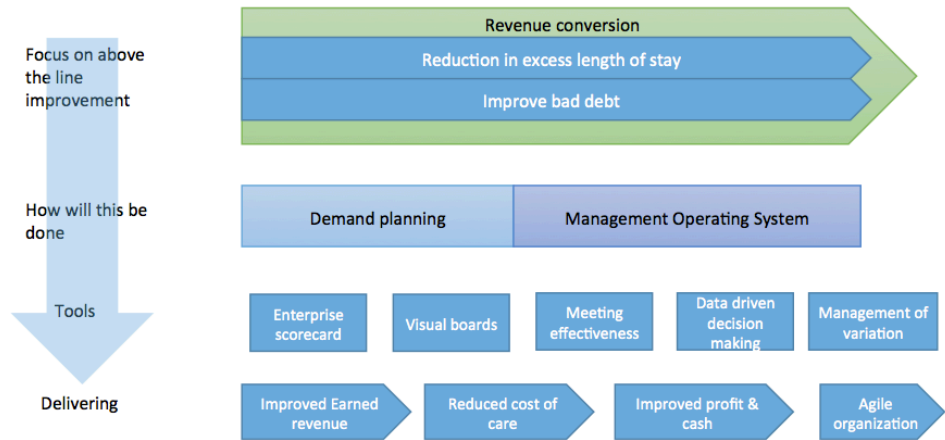 Revenue conversion
Focus on above
the line
improvement
Reduction in excess length of stay
Improve bad debt
How will this be
done
Demand planning
Management Operating System
Tools
Enterprise
scorecard
Visual boards
Meeting
effectiveness
Data driven
decision
making
Management of
variation
Delivering
Improved Earned
revenue
Reduced cost of
care
Improved profit &
cash
Agile
organization